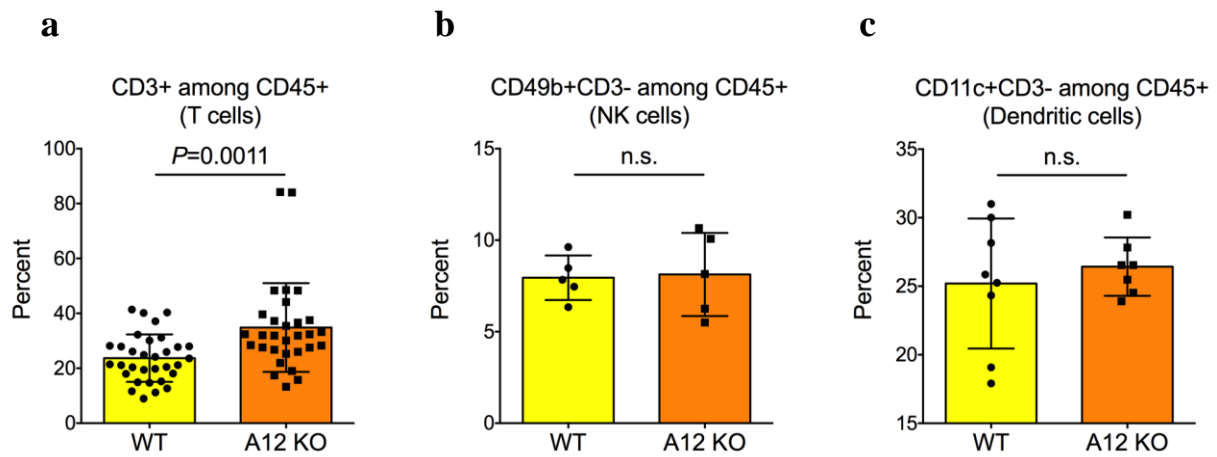 a
CD3+ among CD45+
(T cells)
P=0.0011
100
80
60
40
20
0
Percent
WT
A12 KO
b
CD49b+CD3- among CD45+
(NK cells)
n.s.
15
10
5
0
Percent
WT
A12 KO
c
CD11c+CD3- among CD45+
(Dendritic cells)
n.s.
35
30
25
20
15
Percent
WT
A12 KO